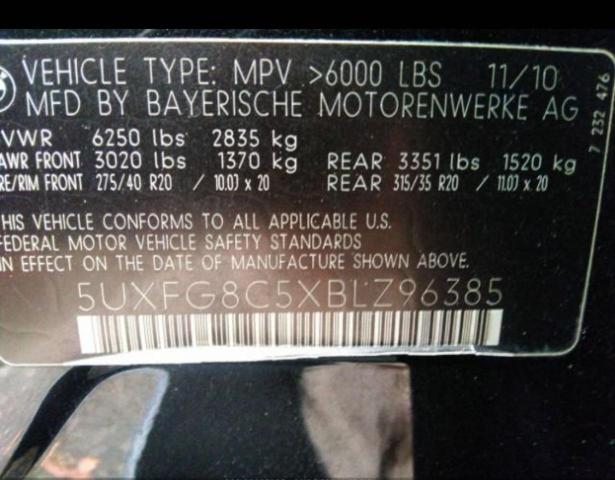 VEHICLE TYPE: MPV >6000 LBS 11/10
MFD BY BAYERISCHE MOTORENWERKE AG
VWR 6250 lbs 2835 kg
AWR FRONT 3020 lbs 1370 kg REAR 3351 lbs 1520 kg
RE/RIM FRONT 275/40 R20 / 10.0J x 20 REAR 315/35 R20 / 11.0J x 20
THIS VEHICLE CONFORMS TO ALL APPLICABLE U.S.
FEDERAL MOTOR VEHICLE SAFETY STANDARDS
IN EFFECT ON THE DATE OF MANUFACTURE SHOWN ABOVE.
5UXFG8C5XBLZ96385
7 232 476